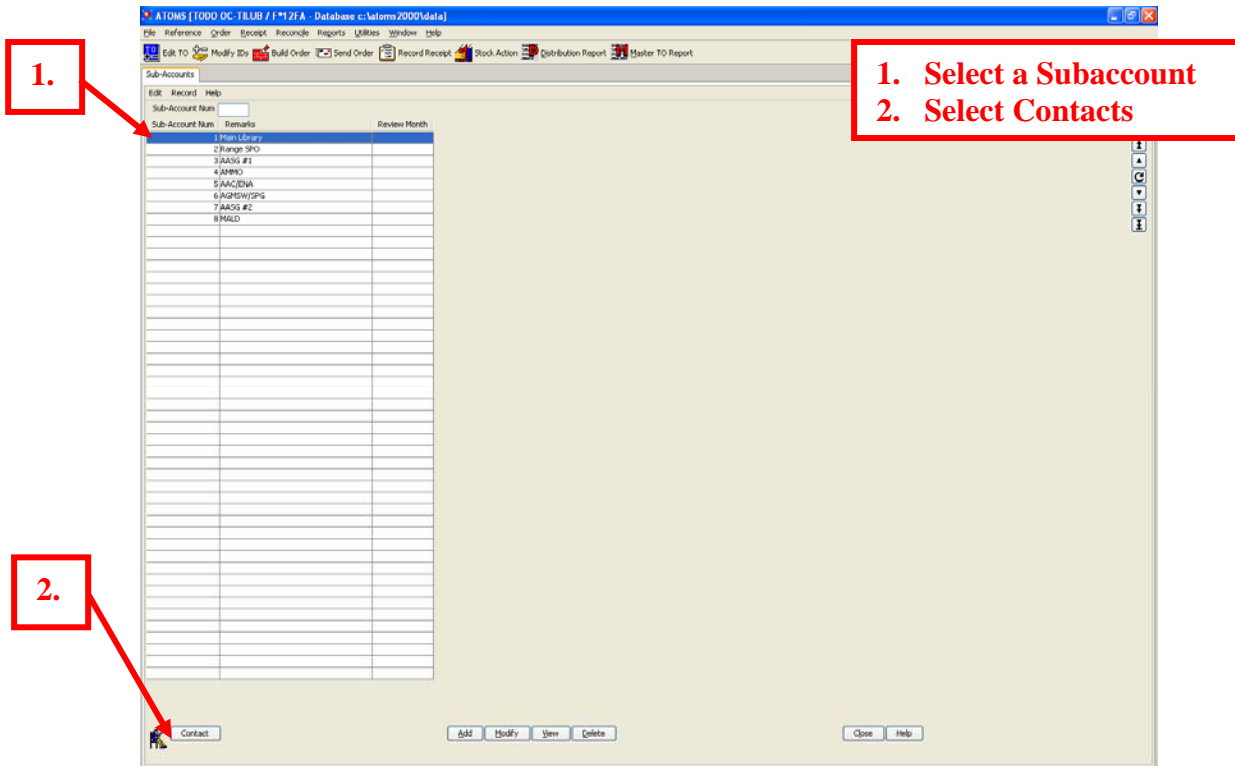 ATOMS [TODO OC-TILUB / F*12FA - Database c:\atoms2000\data]
File Reference Order Receipt Reconcile Reports Utilities Window Help
Edit TO Modify IDs Build Order Send Order Record Receipt Stock Action Distribution Report Master TO Report
1.
1. Select a Subaccount
2. Select Contacts
Sub-Accounts
Edit Record Help
Sub-Account Num
Sub-Account Num Remarks Review Month
1 Main Library
2 Range SPO
3 AASG #1
4 AMMO
5 AAC/ENA
6 AGMSW/SPG
7 AASG #2
8 MALD
2.
Contact Add Modify View Delete Close Help